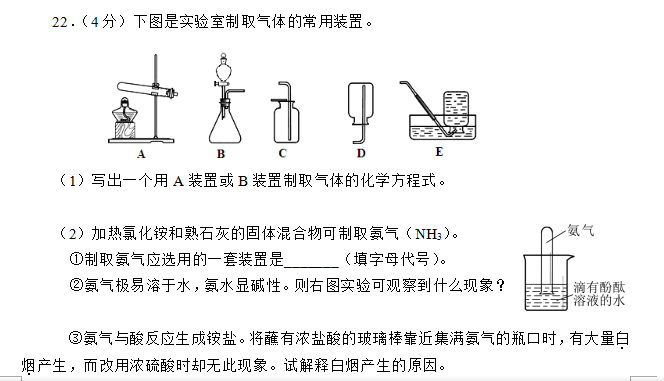 22.（4分）下图是实验室制取气体的常用装置。
A B C D E
（1）写出一个用A装置或B装置制取气体的化学方程式。
（2）加热氯化铵和熟石灰的固体混合物可制取氨气（NH₃）。
①制取氨气应选用的一套装置是_______（填字母代号）。
②氨气极易溶于水，氨水显碱性。则右图实验可观察到什么现象？
氨气
滴有酚酞
溶液的水
③氨气与酸反应生成铵盐。将蘸有浓盐酸的玻璃棒靠近集满氨气的瓶口时，有大量白
烟产生，而改用浓硫酸时却无此现象。试解释白烟产生的原因。